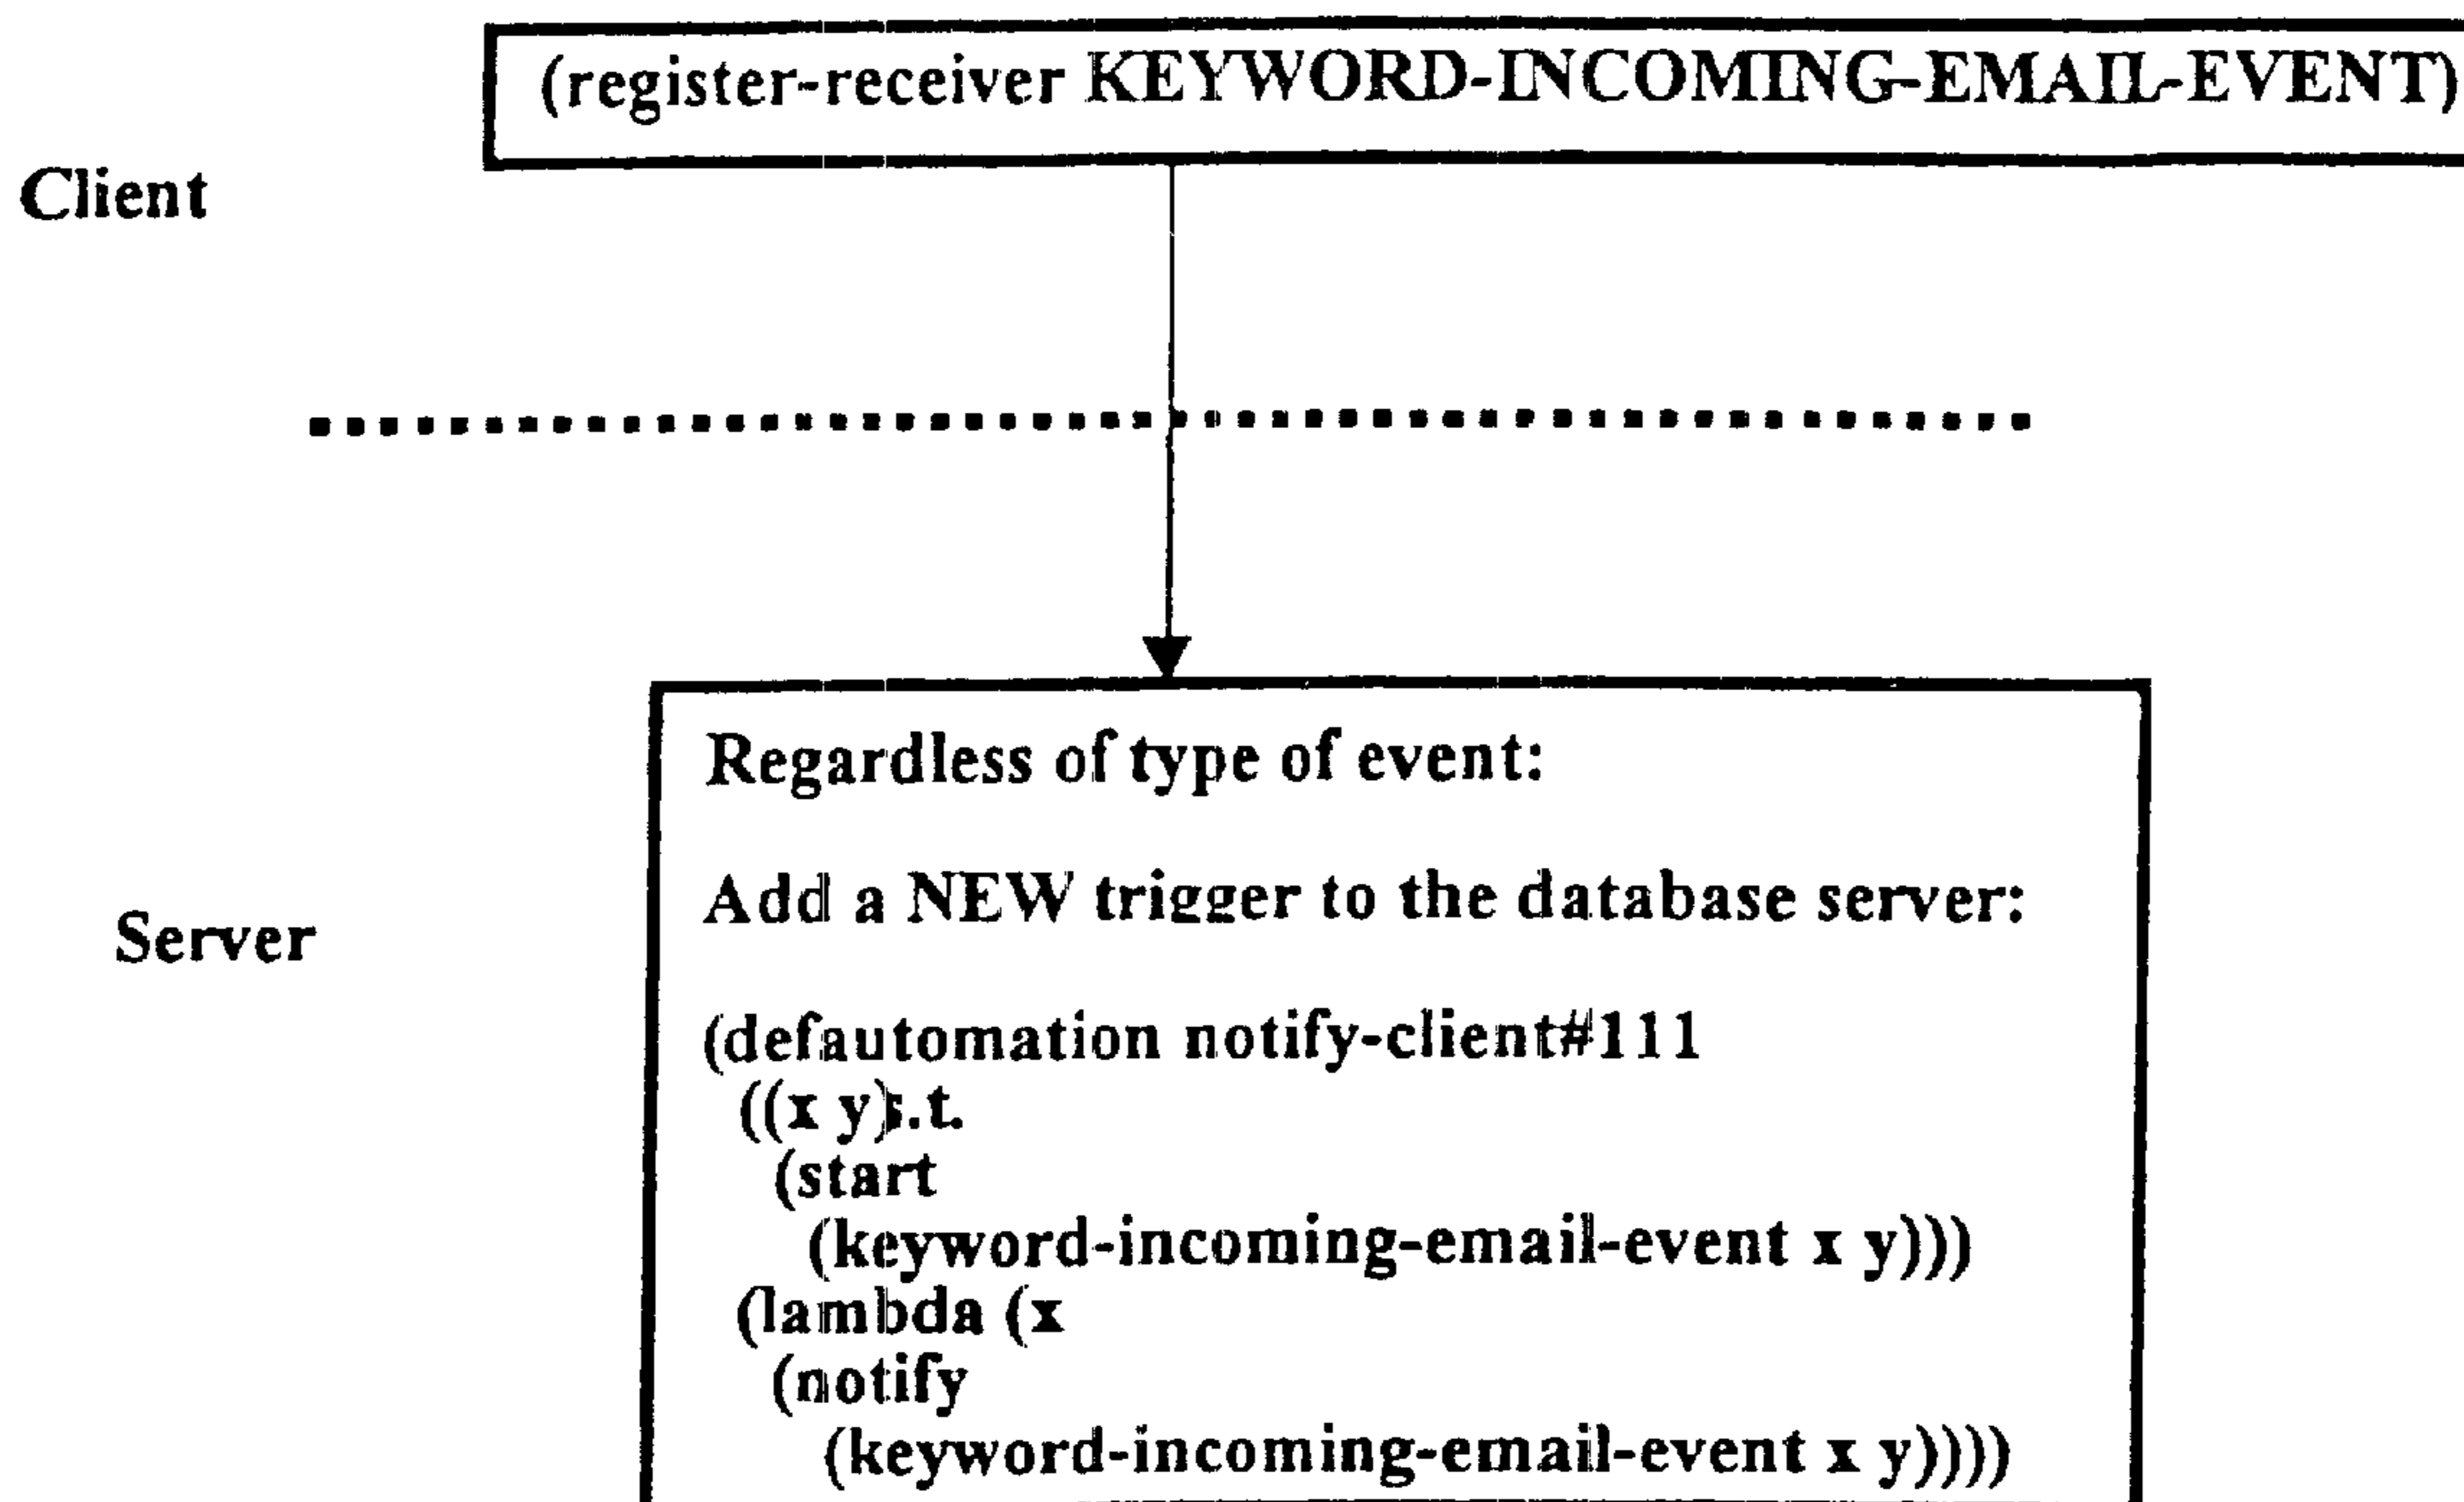 (register-receiver KEYWORD-INCOMING-EMAIL-EVENT)
Client
Regardless of type of event:
Add a NEW trigger to the database server:
Server
(defautomation notify-client#111
((x y)s.t.
(start
(keyword-incoming-email-event x y)))
(lambda (x
(notify
(keyword-incoming-email-event x y))))